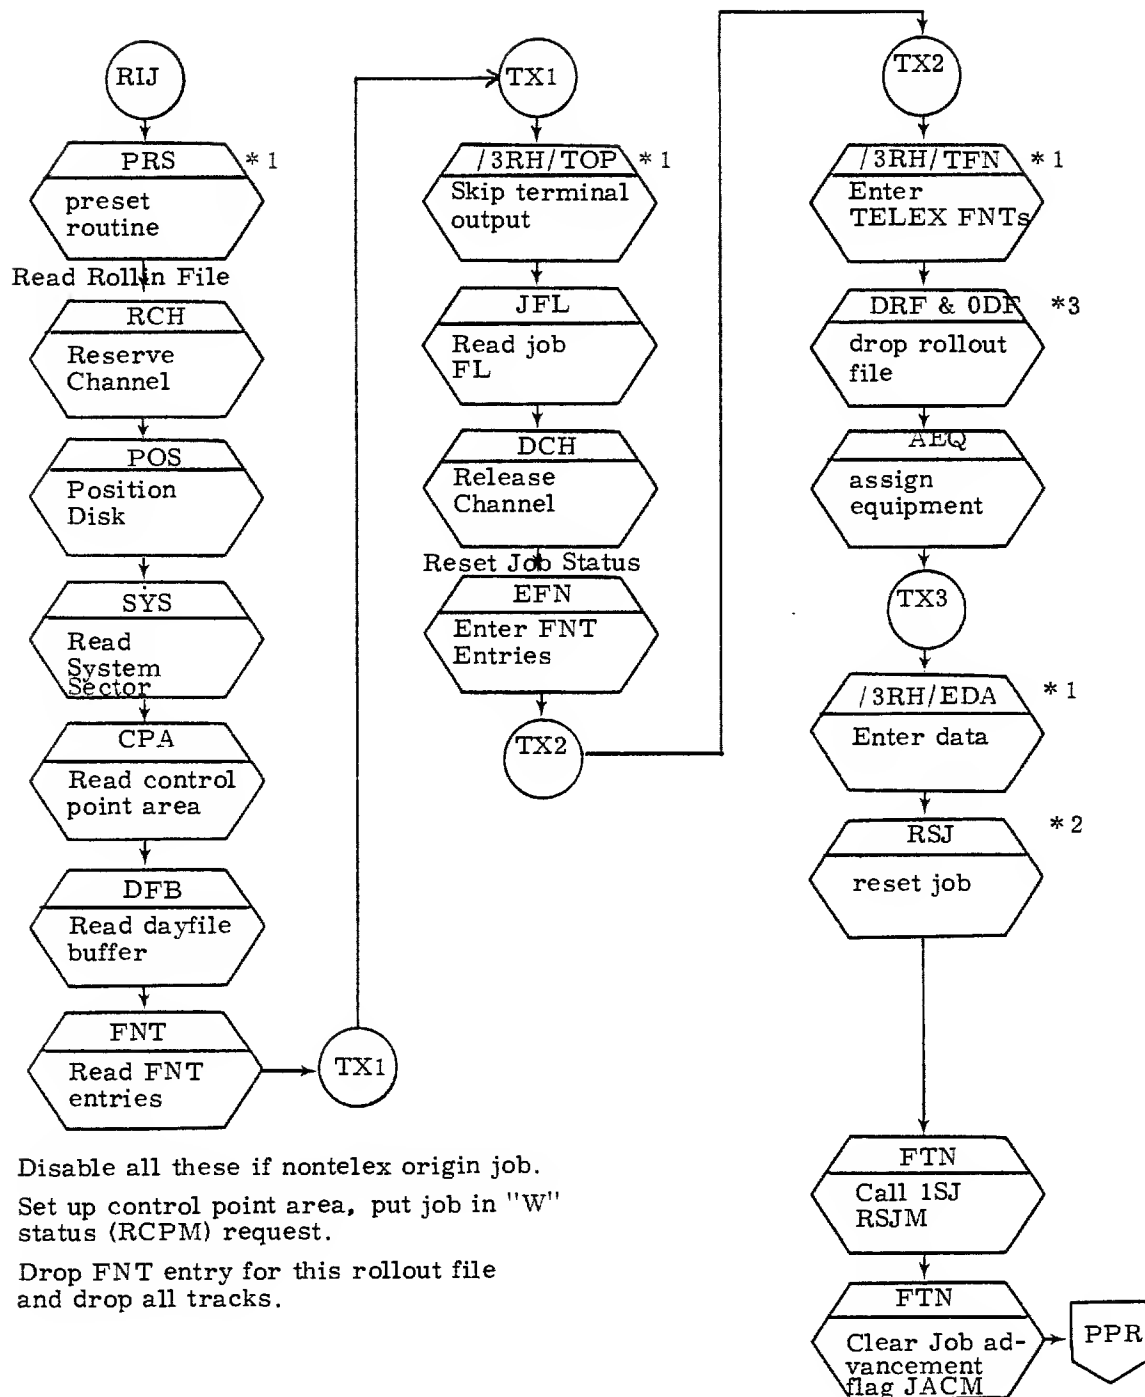 RIJ
PRS *1
preset
routine
Read Rollin File
RCH
Reserve
Channel
POS
Position
Disk
SYS
Read
System
Sector
CPA
Read control
point area
DFB
Read dayfile
buffer
FNT
Read FNT
entries
TX1
TX1
/3RH/TOP *1
Skip terminal
output
JFL
Read job
FL
DCH
Release
Channel
Reset Job Status
EFN
Enter FNT
Entries
TX2
TX2
/3RH/TFN *1
Enter
TELEX FNTs
DRF & 0DF *3
drop rollout
file
AEQ
assign
equipment
TX3
/3RH/EDA *1
Enter data
RSJ *2
reset job
FTN
Call 1SJ
RSJM
FTN
Clear Job ad-
vancement
flag JACM
PPR
Disable all these if nontelex origin job.
Set up control point area, put job in "W"
status (RCPM) request.
Drop FNT entry for this rollout file
and drop all tracks.